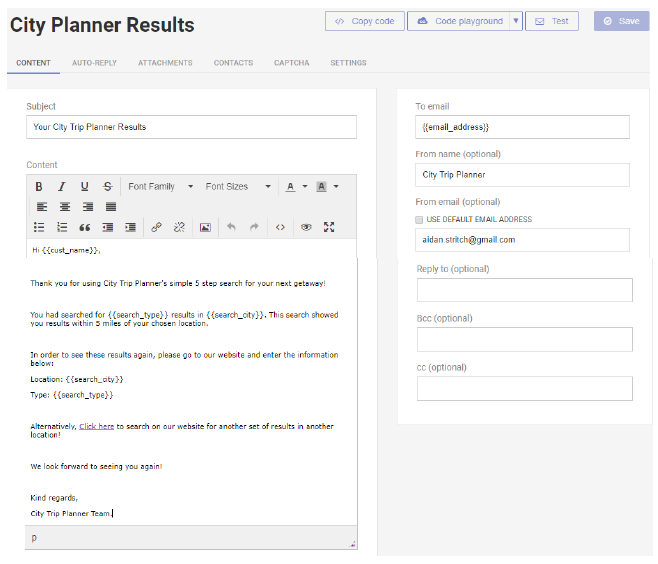 City Planner Results
</> Copy code
Code playground
Test
Save
CONTENT
AUTO-REPLY
ATTACHMENTS
CONTACTS
CAPTCHA
SETTINGS
Subject
Your City Trip Planner Results
Content
B I U S Font Family Font Sizes A A
Hi {{cust_name}},
Thank you for using City Trip Planner's simple 5 step search for your next getaway!
You had searched for {{search_type}} results in {{search_city}}. This search showed
you results within 5 miles of your chosen location.
In order to see these results again, please go to our website and enter the information
below:
Location: {{search_city}}
Type: {{search_type}}
Alternatively, Click here to search on our website for another set of results in another
location!
We look forward to seeing you again!
Kind regards,
City Trip Planner Team.
p
To email
{{email_address}}
From name (optional)
City Trip Planner
From email (optional)
USE DEFAULT EMAIL ADDRESS
aidan.stritch@gmail.com
Reply to (optional)
Bcc (optional)
cc (optional)